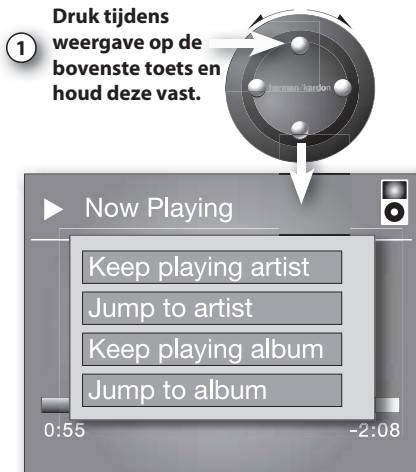 Druk tijdens
1 weergave op de
bovenste toets en
houd deze vast.
harman/kardon
Now Playing
Keep playing artist
Jump to artist
Keep playing album
Jump to album
0:55 -2:08